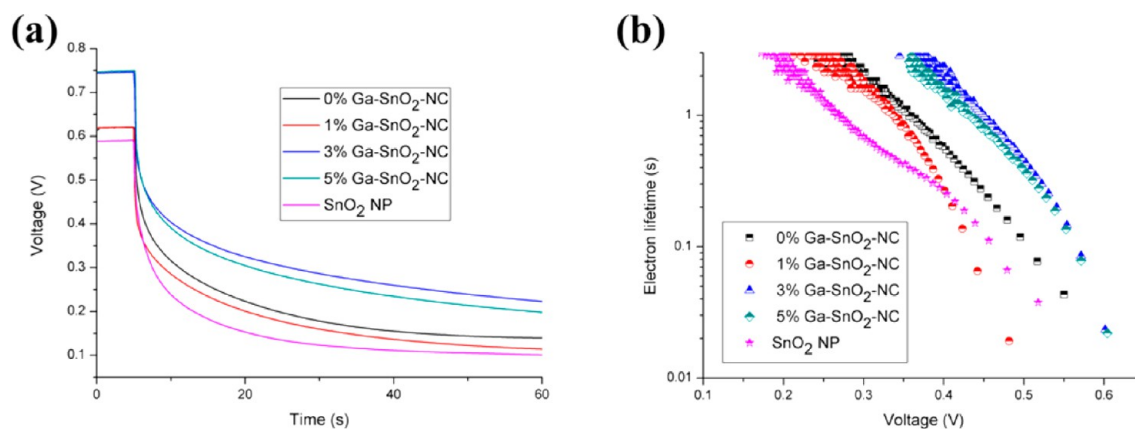 (a)
0.8
0.7
0.6
0.5
0.4
0.3
0.2
0.1
Voltage (V)
0% Ga-SnO2-NC
1% Ga-SnO2-NC
3% Ga-SnO2-NC
5% Ga-SnO2-NC
SnO2 NP
0 20 40 60
Time (s)
(b)
1
0.1
0.01
Electron lifetime (s)
0% Ga-SnO2-NC
1% Ga-SnO2-NC
3% Ga-SnO2-NC
5% Ga-SnO2-NC
SnO2 NP
0.1 0.2 0.3 0.4 0.5 0.6
Voltage (V)